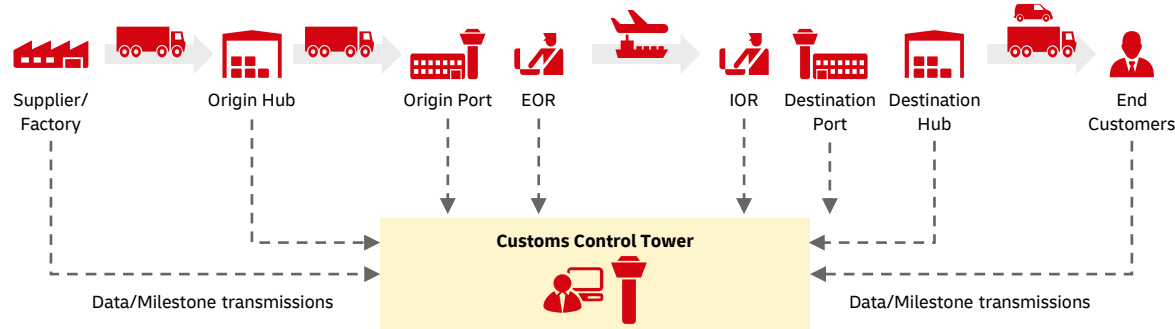 Supplier/
Factory
Origin Hub
Origin Port
EOR
IOR
Destination
Port
Destination
Hub
End
Customers
Customs Control Tower
Data/Milestone transmissions
Data/Milestone transmissions